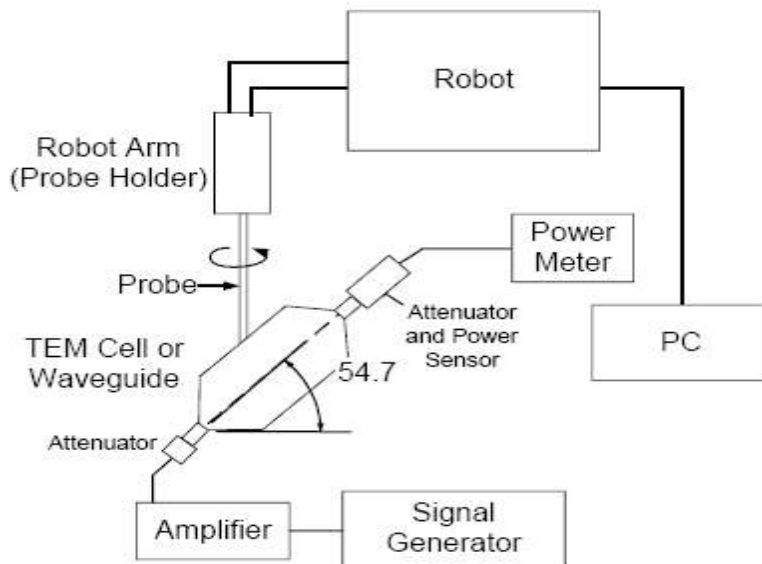 Robot
Robot Arm
(Probe Holder)
Power
Meter
Probe
Attenuator
and Power
Sensor
PC
TEM Cell or
Waveguide
54.7
Attenuator
Amplifier
Signal
Generator